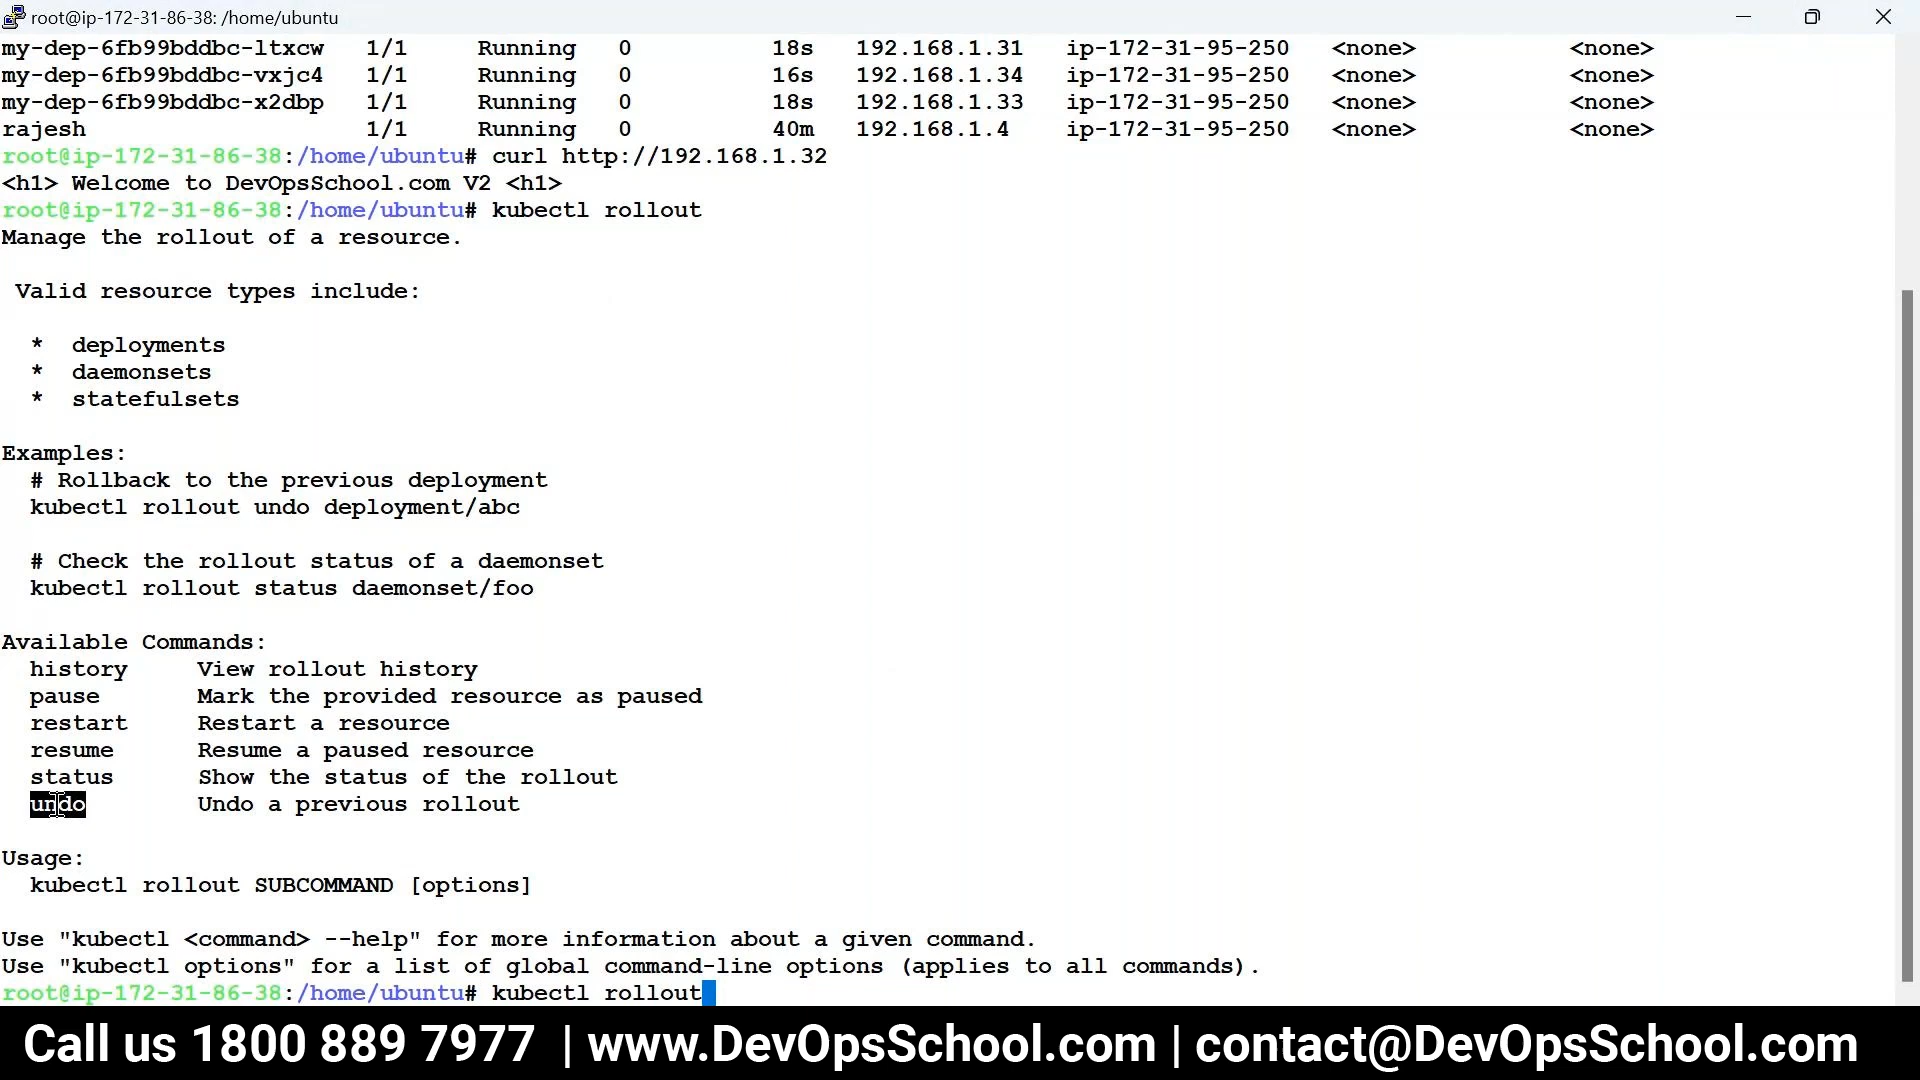 root@ip-172-31-86-38: /home/ubuntu
my-dep-6fb99bddbc-ltxcw 1/1 Running 0 18s 192.168.1.31 ip-172-31-95-250 <none> <none>
my-dep-6fb99bddbc-vxjc4 1/1 Running 0 16s 192.168.1.34 ip-172-31-95-250 <none> <none>
my-dep-6fb99bddbc-x2dbp 1/1 Running 0 18s 192.168.1.33 ip-172-31-95-250 <none> <none>
rajesh 1/1 Running 0 40m 192.168.1.4 ip-172-31-95-250 <none> <none>
root@ip-172-31-86-38:/home/ubuntu# curl http://192.168.1.32
<h1> Welcome to DevOpsSchool.com V2 <h1>
root@ip-172-31-86-38:/home/ubuntu# kubectl rollout
Manage the rollout of a resource.
Valid resource types include:
* deployments
* daemonsets
* statefulsets
Examples:
# Rollback to the previous deployment
kubectl rollout undo deployment/abc
# Check the rollout status of a daemonset
kubectl rollout status daemonset/foo
Available Commands:
history View rollout history
pause Mark the provided resource as paused
restart Restart a resource
resume Resume a paused resource
status Show the status of the rollout
undo Undo a previous rollout
Usage:
kubectl rollout SUBCOMMAND [options]
Use "kubectl <command> --help" for more information about a given command.
Use "kubectl options" for a list of global command-line options (applies to all commands).
root@ip-172-31-86-38:/home/ubuntu# kubectl rollout
Call us 1800 889 7977 | www.DevOpsSchool.com | contact@DevOpsSchool.com